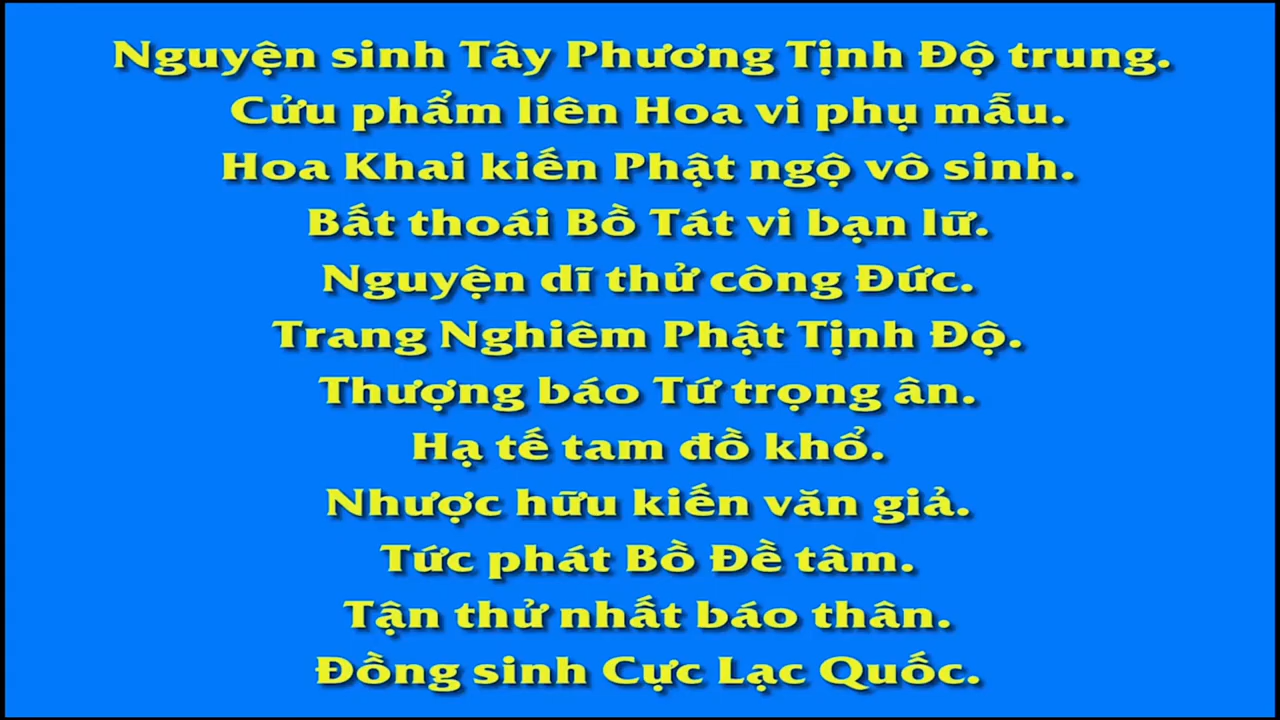 Nguyện sinh Tây Phương Tịnh Độ trung.
Cửu phẩm liên Hoa vi phụ mẫu.
Hoa Khai kiến Phật ngộ vô sinh.
Bất thoái Bồ Tát vi bạn lữ.
Nguyện dĩ thử công Đức.
Trang Nghiêm Phật Tịnh Độ.
Thượng báo Tứ trọng ân.
Hạ tế tam đồ khổ.
Nhược hữu kiến văn giả.
Tức phát Bồ Đề tâm.
Tận thử nhất báo thân.
Đồng sinh Cực Lạc Quốc.